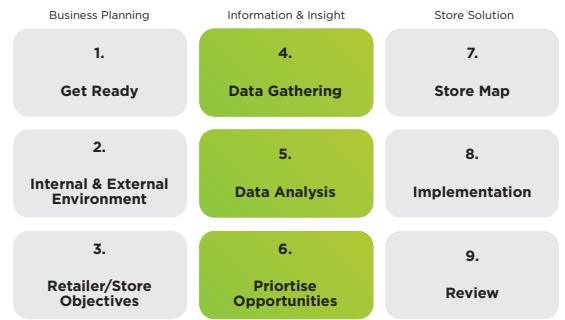 Business Planning
1.
Get Ready
2.
Internal & External
Environment
3.
Retailer/Store
Objectives
Information & Insight
4.
Data Gathering
5.
Data Analysis
6.
Priortise
Opportunities
Store Solution
7.
Store Map
8.
Implementation
9.
Review